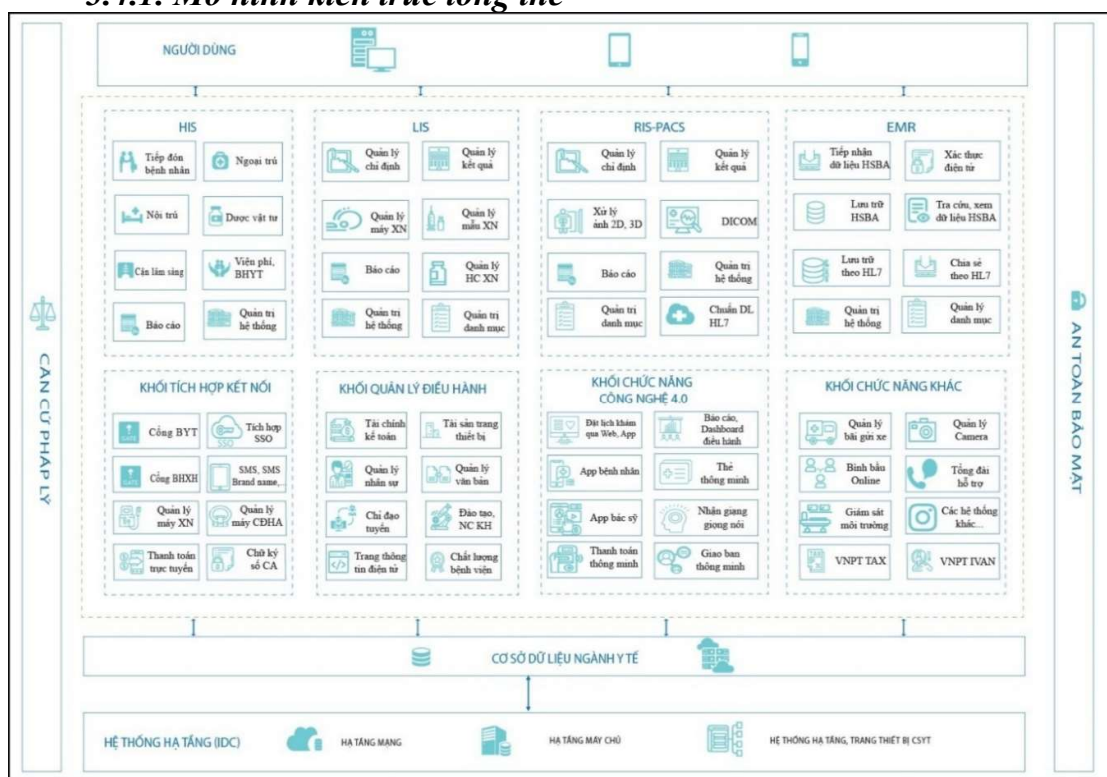 3.4.1. Mô hình kiến trúc tổng thể
NGƯỜI DÙNG
HIS
Tiếp đón
bệnh nhân
Ngoại trú
Nội trú
Dược vật tư
Cận lâm sàng
Viện phí,
BHYT
Báo cáo
Quản trị
hệ thống
LIS
Quản lý
chỉ định
Quản lý
kết quả
Quản lý
máy XN
Quản lý
mẫu XN
Báo cáo
Quản lý
HC XN
Quản trị
hệ thống
Quản trị
danh mục
RIS-PACS
Quản lý
chỉ định
Quản lý
kết quả
Xử lý
ảnh 2D, 3D
DICOM
Báo cáo
Quản trị
hệ thống
Quản trị
danh mục
Chuẩn DL
HL7
EMR
Tiếp nhận
dữ liệu HSBA
Xác thực
điện tử
Lưu trữ
HSBA
Tra cứu, xem
dữ liệu HSBA
Lưu trữ
theo HL7
Chia sẻ
theo HL7
Quản trị
hệ thống
Quản lý
danh mục
KHỐI TÍCH HỢP KẾT NỐI
GATE
Cổng BYT
SSO
Tích hợp
SSO
GATE
Cổng BHXH
SMS, SMS
Brand name,...
Quản lý
máy XN
Quản lý
máy CĐHA
Thanh toán
trực tuyến
Chữ ký
số CA
KHỐI QUẢN LÝ ĐIỀU HÀNH
Tài chính
kế toán
Tài sản trang
thiết bị
Quản lý
nhân sự
Quản lý
văn bản
Chỉ đạo
tuyến
Đào tạo,
NC KH
Trang thông
tin điện tử
Chất lượng
bệnh viện
KHỐI CHỨC NĂNG
CÔNG NGHỆ 4.0
Đặt lịch khám
qua Web, App
Báo cáo,
Dashboard
điều hành
App bệnh nhân
Thẻ
thông minh
App bác sỹ
Nhận giạng
giọng nói
Thanh toán
thông minh
Giao ban
thông minh
KHỐI CHỨC NĂNG KHÁC
Quản lý
bãi gửi xe
Quản lý
Camera
Bình bầu
Online
Tổng đài
hỗ trợ
Giám sát
môi trường
Các hệ thống
khác...
VNPT TAX
VNPT IVAN
CĂN CỨ PHÁP LÝ
AN TOÀN BẢO MẬT
CƠ SỞ DỮ LIỆU NGÀNH Y TẾ
HỆ THỐNG HẠ TẦNG (IDC)
HẠ TẦNG MẠNG
HẠ TẦNG MÁY CHỦ
HỆ THỐNG HẠ TẦNG, TRANG THIẾT BỊ CSYT